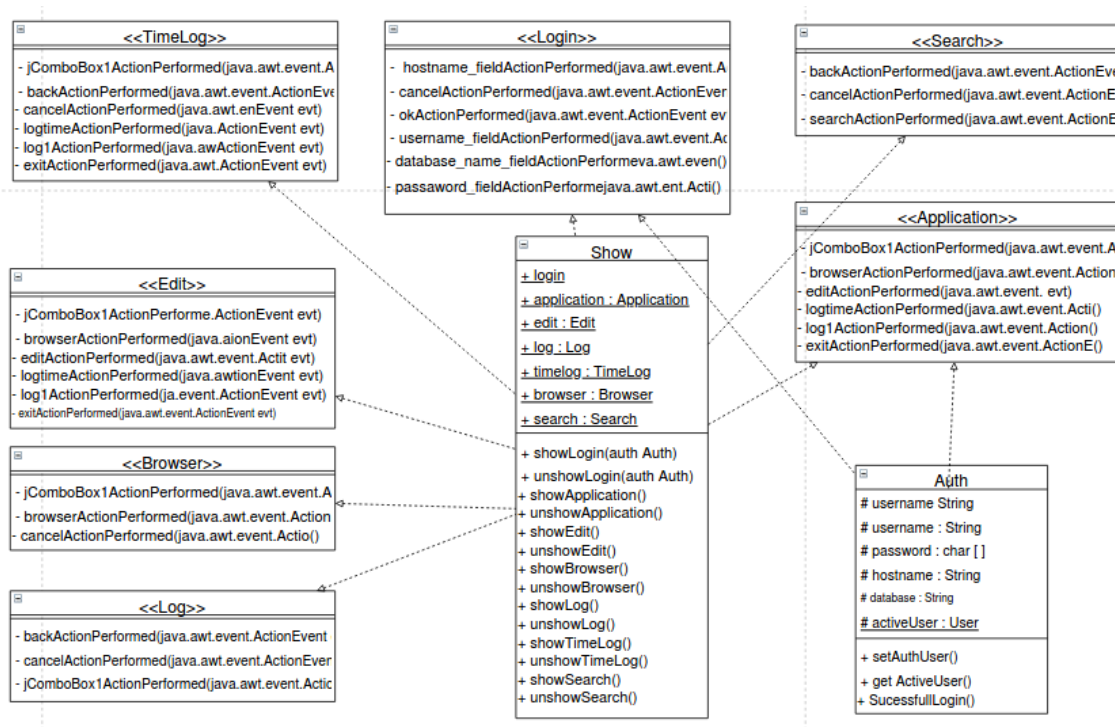 <<TimeLog>>
- jComboBox1ActionPerformed(java.awt.event.A
- backActionPerformed(java.awt.event.ActionEve
- cancelActionPerformed(java.awt.enEvent evt)
- logtimeActionPerformed(java.ActionEvent evt)
- log1ActionPerformed(java.awActionEvent evt)
- exitActionPerformed(java.awt.ActionEvent evt)
<<Login>>
- hostname_fieldActionPerformed(java.awt.event.A
- cancelActionPerformed(java.awt.event.ActionEver
- okActionPerformed(java.awt.event.ActionEvent ev
- username_fieldActionPerformed(java.awt.event.Ac
- database_name_fieldActionPerformeva.awt.even()
- passaword_fieldActionPerformejava.awt.ent.Acti()
<<Search>>
- backActionPerformed(java.awt.event.ActionEve
- cancelActionPerformed(java.awt.event.ActionE
- searchActionPerformed(java.awt.event.ActionE
<<Application>>
- jComboBox1ActionPerformed(java.awt.event.A
- browserActionPerformed(java.awt.event.Action
- editActionPerformed(java.awt.event. evt)
- logtimeActionPerformed(java.awt.event.Acti()
- log1ActionPerformed(java.awt.event.Action()
- exitActionPerformed(java.awt.event.ActionE()
<<Edit>>
- jComboBox1ActionPerforme.ActionEvent evt)
- browserActionPerformed(java.aionEvent evt)
- editActionPerformed(java.awt.event.Actit evt)
- logtimeActionPerformed(java.awtionEvent evt)
- log1ActionPerformed(ja.event.ActionEvent evt)
- exitActionPerformed(java.awt.event.ActionEvent evt)
<<Browser>>
- jComboBox1ActionPerformed(java.awt.event.A
- browserActionPerformed(java.awt.event.Action
- cancelActionPerformed(java.awt.event.Actio()
<<Log>>
- backActionPerformed(java.awt.event.ActionEvent
- cancelActionPerformed(java.awt.event.ActionEver
- jComboBox1ActionPerformed(java.awt.event.Actic
Show
+ login
+ application : Application
+ edit : Edit
+ log : Log
+ timelog : TimeLog
+ browser : Browser
+ search : Search
+ showLogin(auth Auth)
+ unshowLogin(auth Auth)
+ showApplication()
+ unshowApplication()
+ showEdit()
+ unshowEdit()
+ showBrowser()
+ unshowBrowser()
+ showLog()
+ unshowLog()
+ showTimeLog()
+ unshowTimeLog()
+ showSearch()
+ unshowSearch()
Auth
# username String
# username : String
# password : char [ ]
# hostname : String
# database : String
# activeUser : User
+ setAuthUser()
+ get ActiveUser()
+ SucessfullLogin()